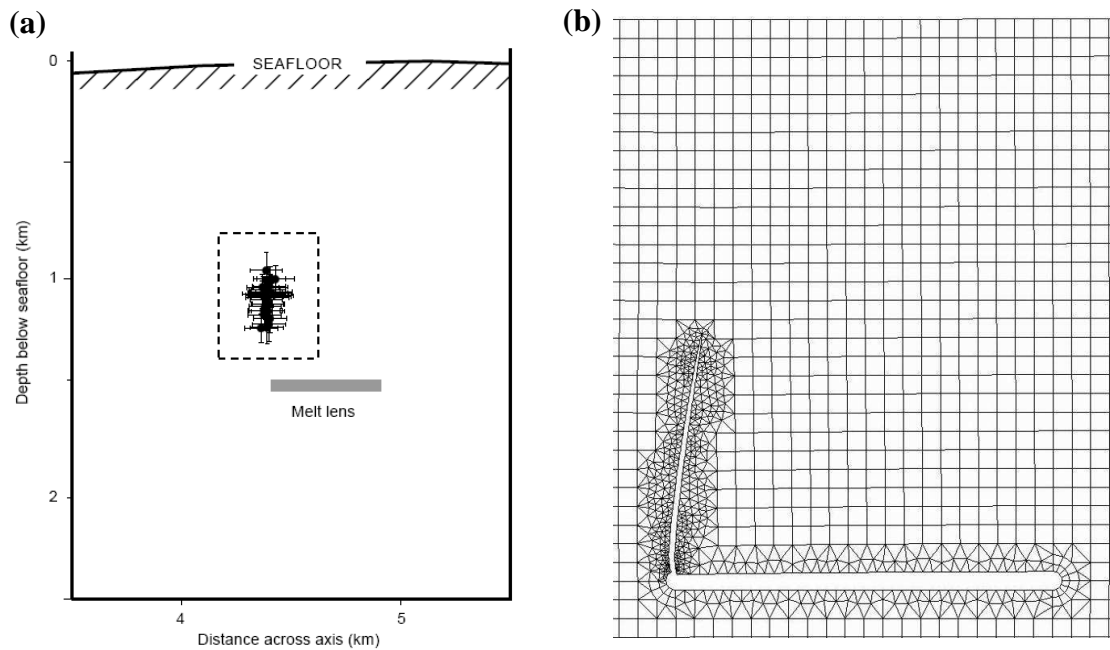 (a)
(b)
0
SEAFLOOR
Depth below seafloor (km)
1
Melt lens
2
4
5
Distance across axis (km)